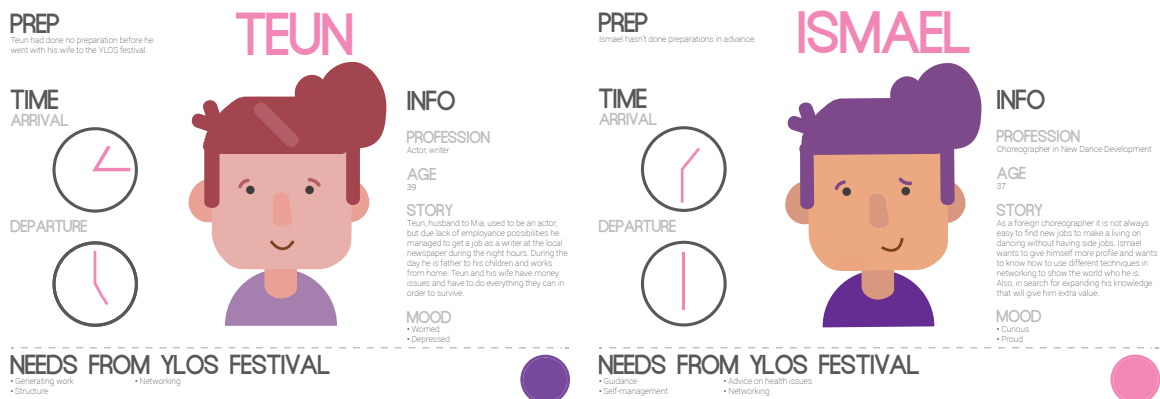 PREP
Teun had done no preparation before he
went with his wife to the YLOS festival.
TEUN
TIME
ARRIVAL
DEPARTURE
INFO
PROFESSION
Actor, writer
AGE
39
STORY
Teun, husband to Mia, used to be an actor,
but due lack of employance possibilities he
managed to get a job as a writer at the local
newspaper during the night hours. During the
day he is father to his children and works
from home. Teun and his wife have money
issues and have to do everything they can in
order to survive.
MOOD
• Worried
• Depressed
NEEDS FROM YLOS FESTIVAL
• Generating work
• Structure
• Networking
PREP
Ismael hasn't done preparations in advance.
ISMAEL
TIME
ARRIVAL
DEPARTURE
INFO
PROFESSION
Choreographer in New Dance Development
AGE
37
STORY
As a foreign choreographer it is not always
easy to find new jobs to make a living on
dancing without having side jobs. Ismael
wants to give himself more profile and wants
to know how to use different techniques in
networking to show the world who he is.
Also, in search for expanding his knowledge
that will give him extra value.
MOOD
• Curious
• Proud
NEEDS FROM YLOS FESTIVAL
• Guidance
• Self-management
• Advice on health issues
• Networking